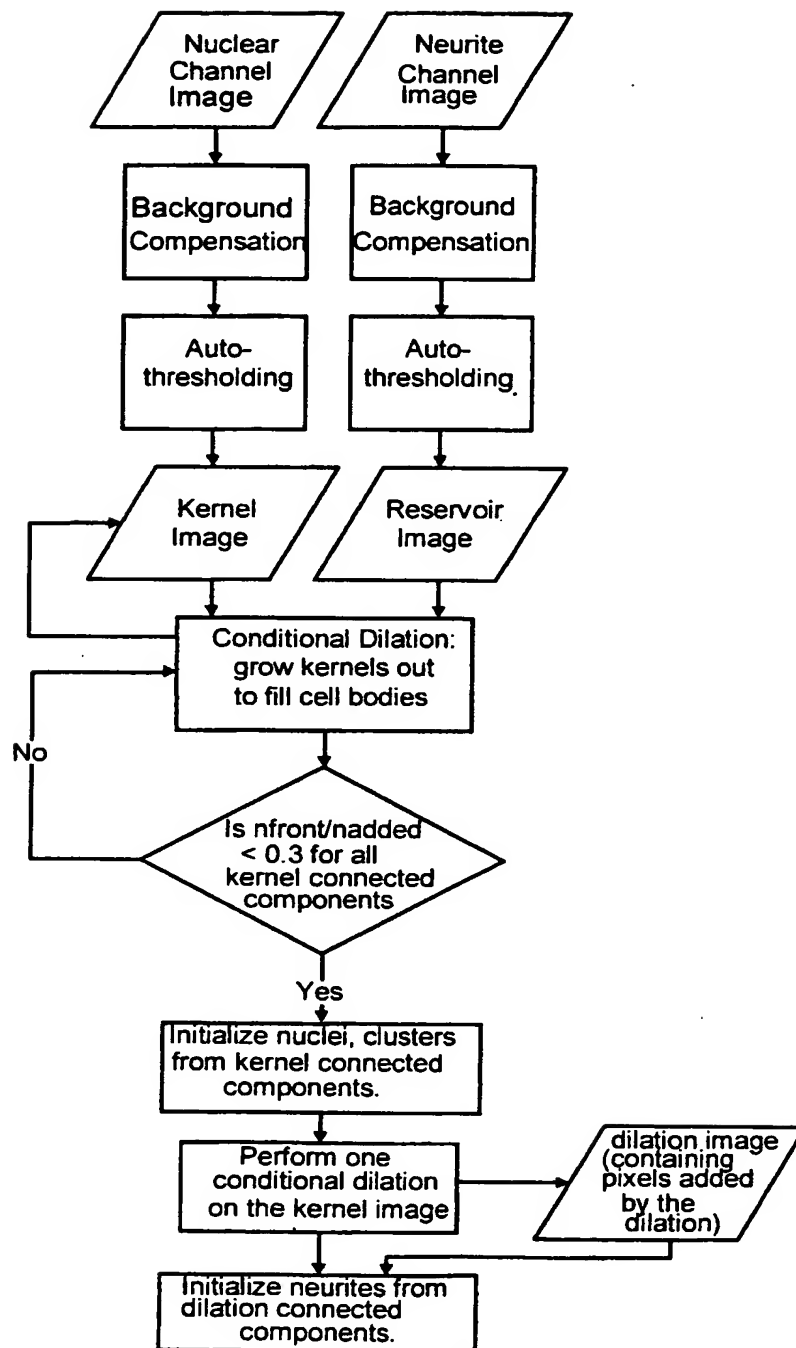 Nuclear
Channel
Image
Neurite
Channel
Image
Background
Compensation
Background
Compensation
Auto-
thresholding
Auto-
thresholding
Kernel
Image
Reservoir
Image
Conditional Dilation:
grow kernels out
to fill cell bodies
No
Is nfront/nadded
< 0.3 for all
kernel connected
components
Yes
Initialize nuclei, clusters
from kernel connected
components.
Perform one
conditional dilation
on the kernel image
dilation image
(containing
pixels added
by the
dilation)
Initialize neurites from
dilation connected
components.